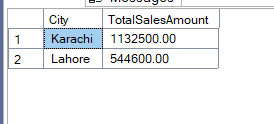 Messages
City TotalSalesAmount
1 Karachi 1132500.00
2 Lahore 544600.00